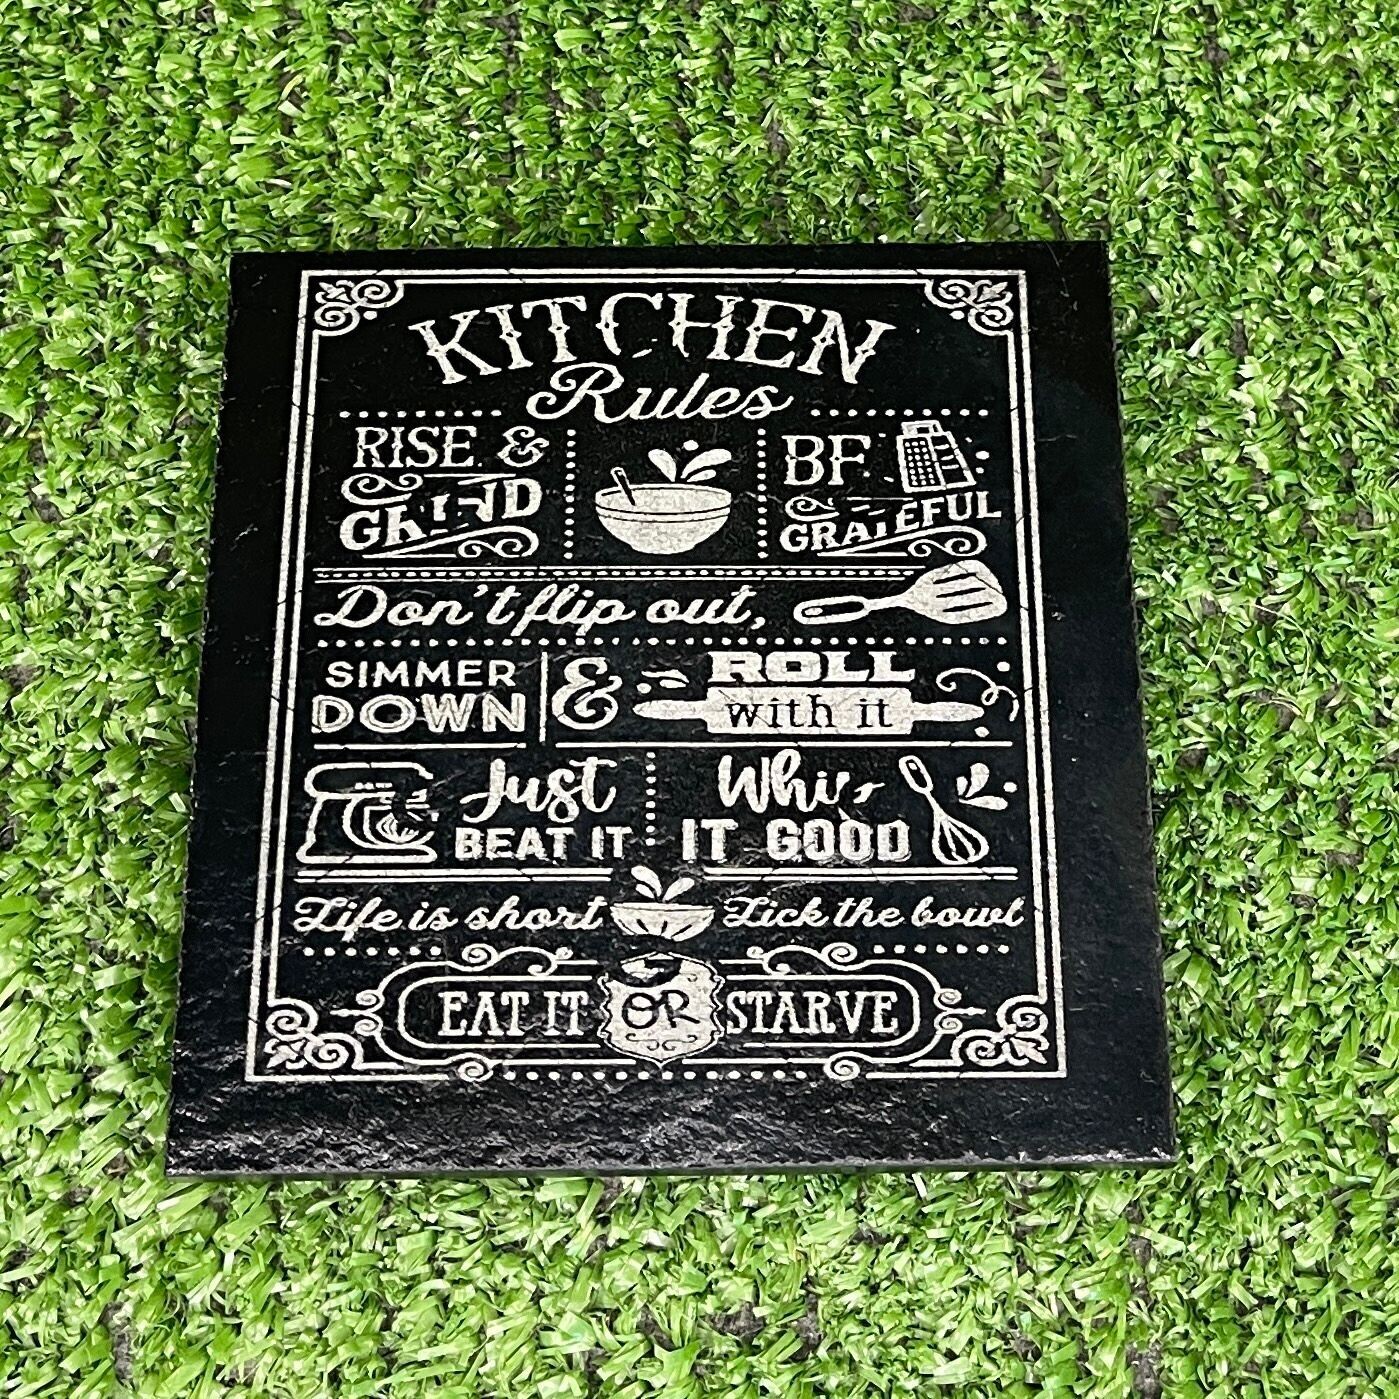 KITCHEN
Rules
RISE &
GRIND
BE
GRATEFUL
Don't flip out,
SIMMER
DOWN
&
ROLL
with it
Just
BEAT IT
Whip
IT GOOD
Life is short
Lick the bowl
EAT IT OR STARVE